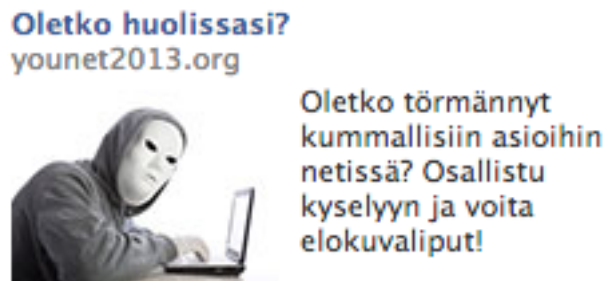 Oletko huolissasi?
younet2013.org
Oletko törmännyt
kummallisiin asioihin
netissä? Osallistu
kyselyyn ja voita
elokuvaliput!